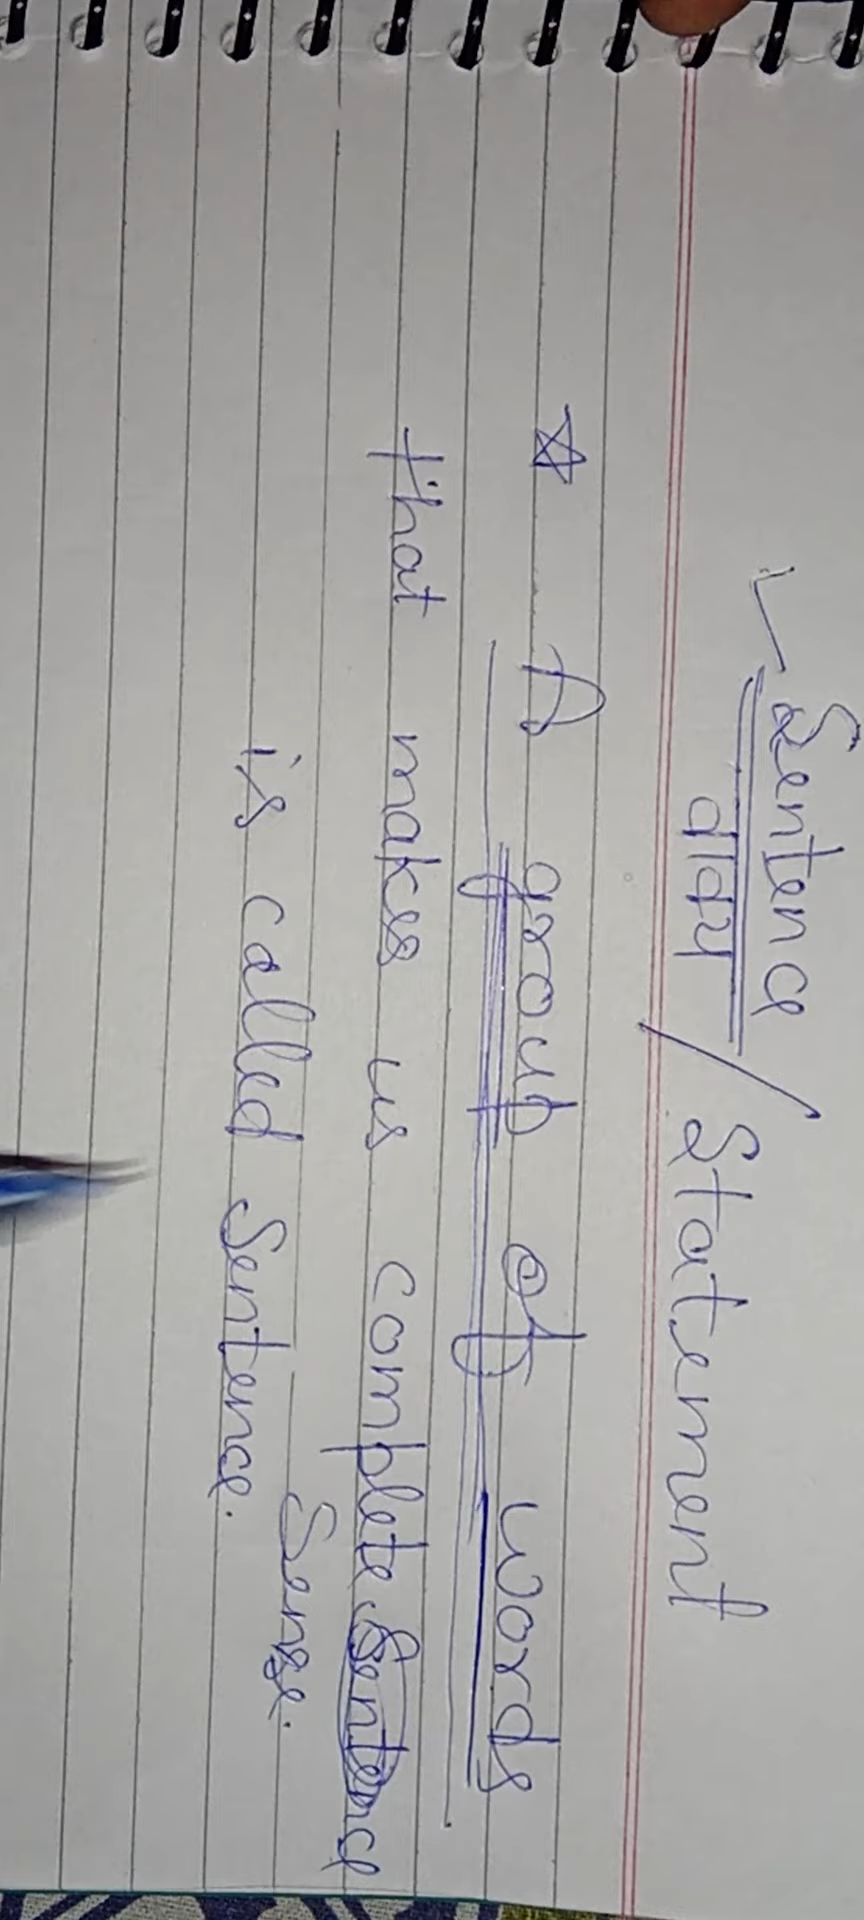 Sentence / Statement
वाक्य
☆ A group of words
that makes us complete Sentence
Sense.
is called Sentence.